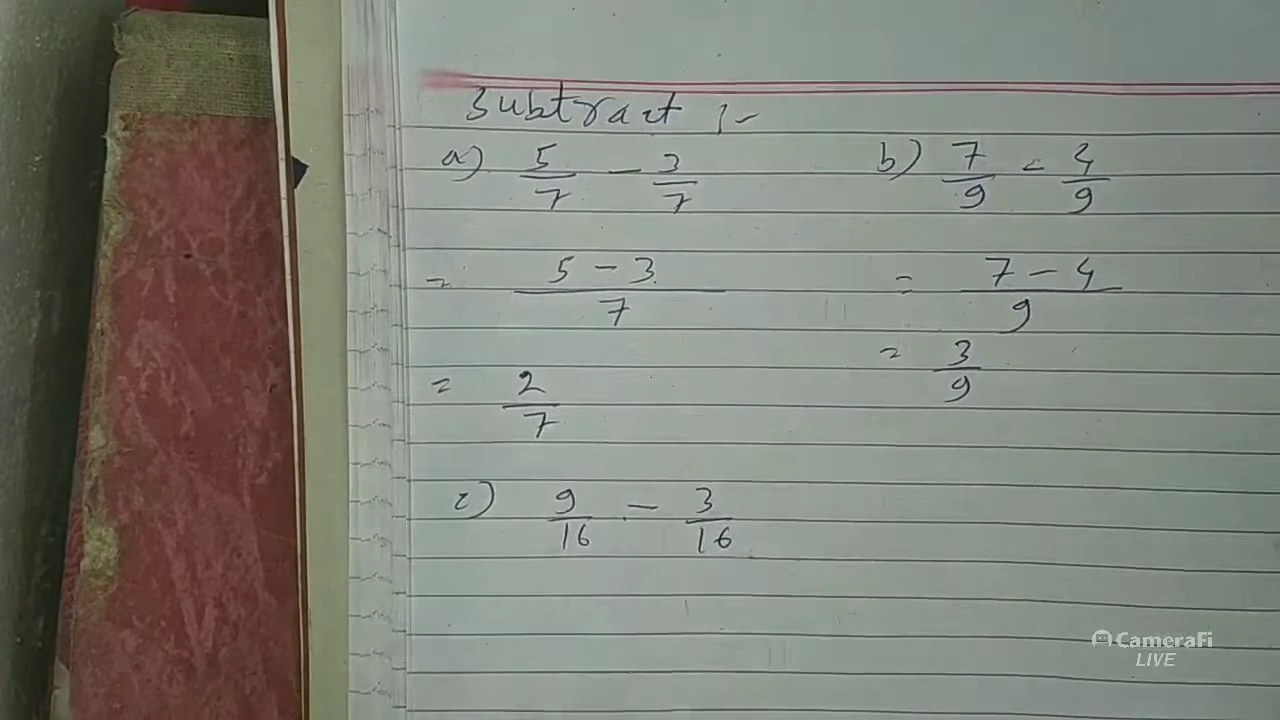 Subtract :-
a) 5/7 - 3/7
b) 7/9 - 4/9
= 5 - 3 / 7
= 7 - 4 / 9
= 2/7
= 3/9
c) 9/16 - 3/16
CameraFi
LIVE